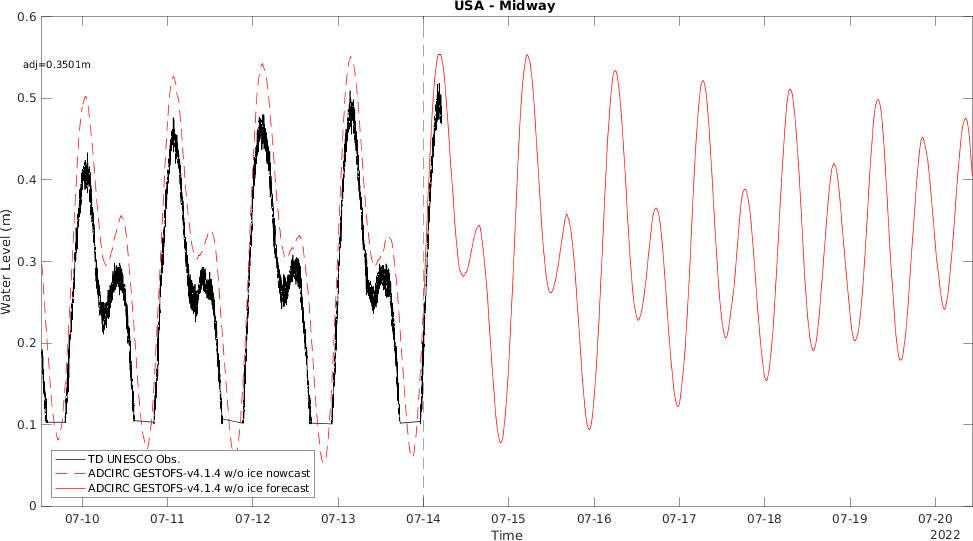 USA - Midway
0.6
adj=0.3501m
0.5
0.4
0.3
0.2
0.1
0
Water Level (m)
TD UNESCO Obs.
ADCIRC GESTOFS-v4.1.4 w/o ice nowcast
ADCIRC GESTOFS-v4.1.4 w/o ice forecast
07-10 07-11 07-12 07-13 07-14 07-15 07-16 07-17 07-18 07-19 07-20
Time
2022